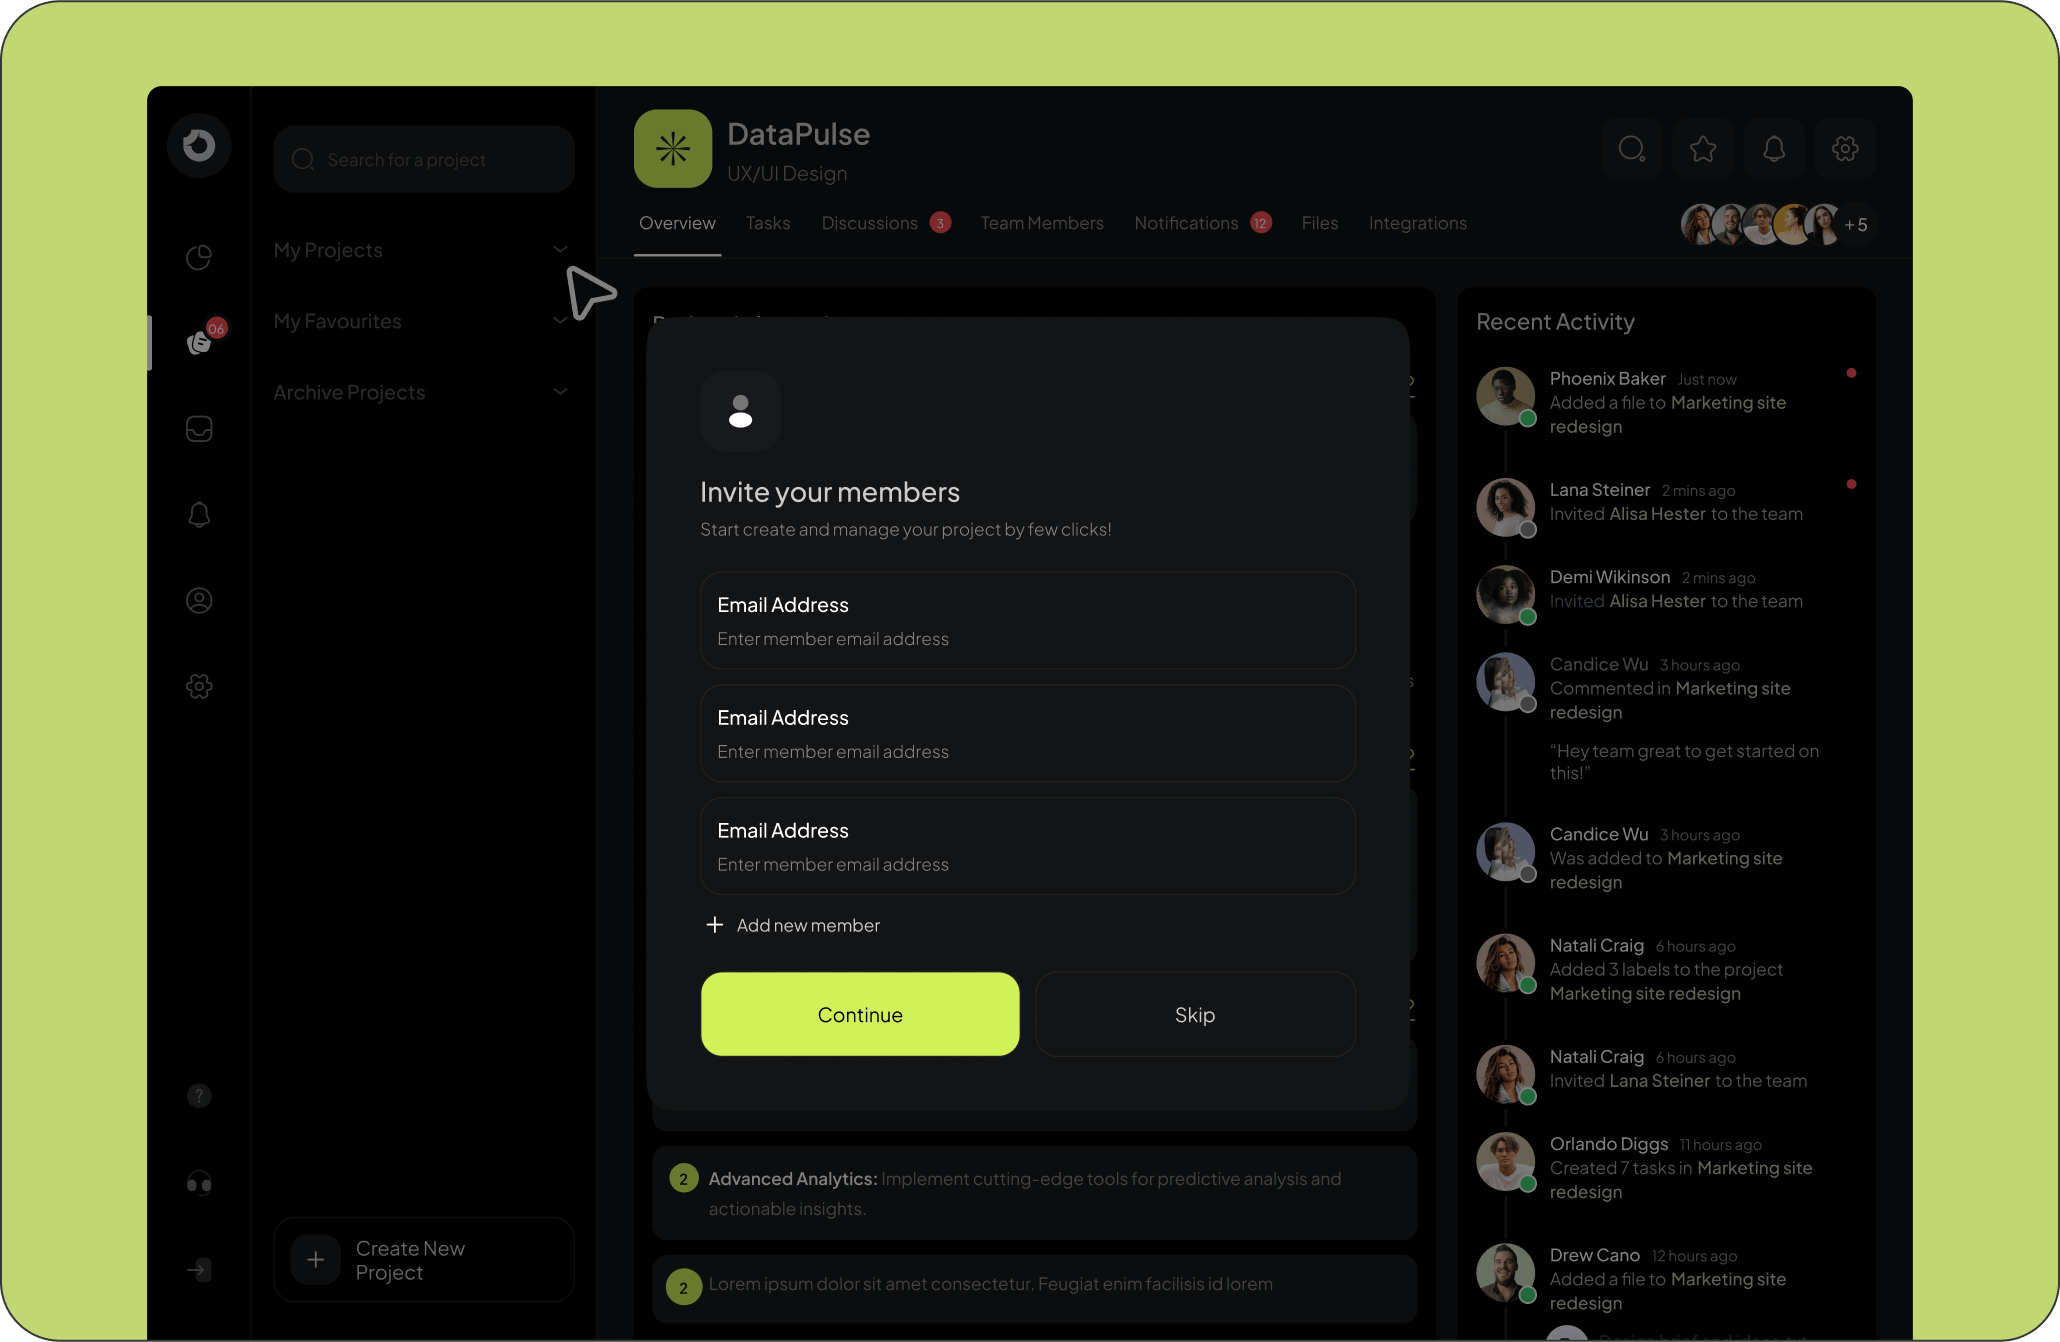 Search for a project
My Projects
My Favourites
Archive Projects
06
?
Create New
Project
DataPulse
UX/UI Design
Overview
Tasks
Discussions 3
Team Members
Notifications 12
Files
Integrations
+5
Invite your members
Start create and manage your project by few clicks!
Email Address
Enter member email address
Email Address
Enter member email address
Email Address
Enter member email address
Add new member
Continue
Skip
2 Advanced Analytics: Implement cutting-edge tools for predictive analysis and
actionable insights.
2 Lorem ipsum dolor sit amet consectetur. Feugiat enim facilisis id lorem
Recent Activity
Phoenix Baker Just now
Added a file to Marketing site
redesign
Lana Steiner 2 mins ago
Invited Alisa Hester to the team
Demi Wikinson 2 mins ago
Invited Alisa Hester to the team
Candice Wu 3 hours ago
Commented in Marketing site
redesign
“Hey team great to get started on
this!”
Candice Wu 3 hours ago
Was added to Marketing site
redesign
Natali Craig 6 hours ago
Added 3 labels to the project
Marketing site redesign
Natali Craig 6 hours ago
Invited Lana Steiner to the team
Orlando Diggs 11 hours ago
Created 7 tasks in Marketing site
redesign
Drew Cano 12 hours ago
Added a file to Marketing site
redesign